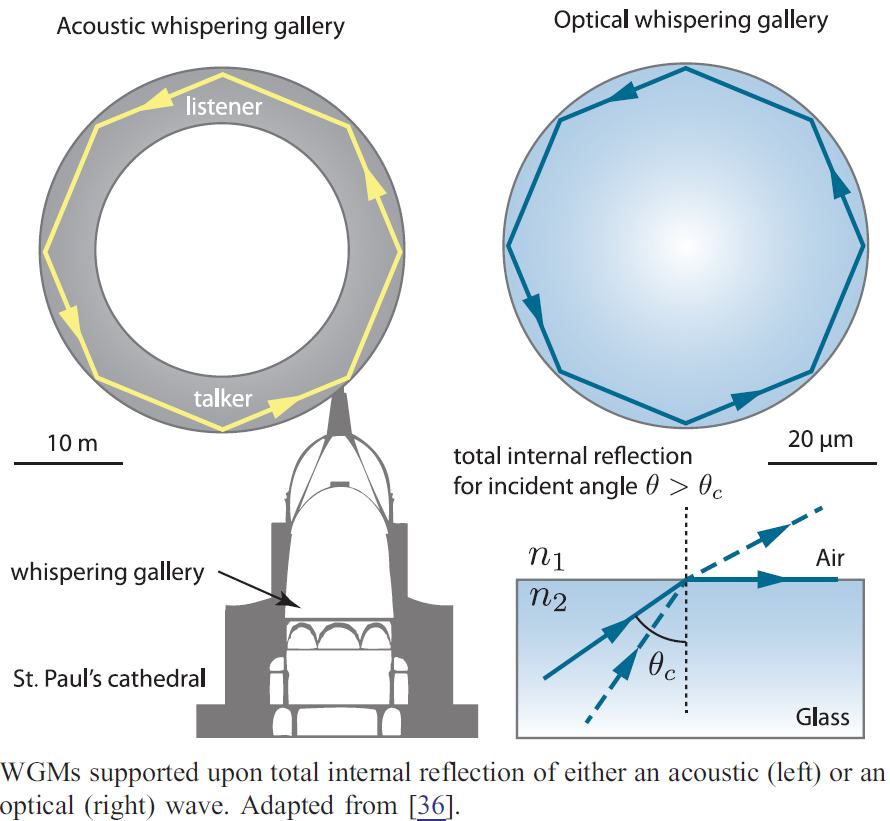 Acoustic whispering gallery
listener
talker
10 m
whispering gallery
St. Paul's cathedral
Optical whispering gallery
20 µm
total internal reflection
for incident angle θ > θc
n1
n2
Air
θc
Glass
WGMs supported upon total internal reflection of either an acoustic (left) or an
optical (right) wave. Adapted from [36].